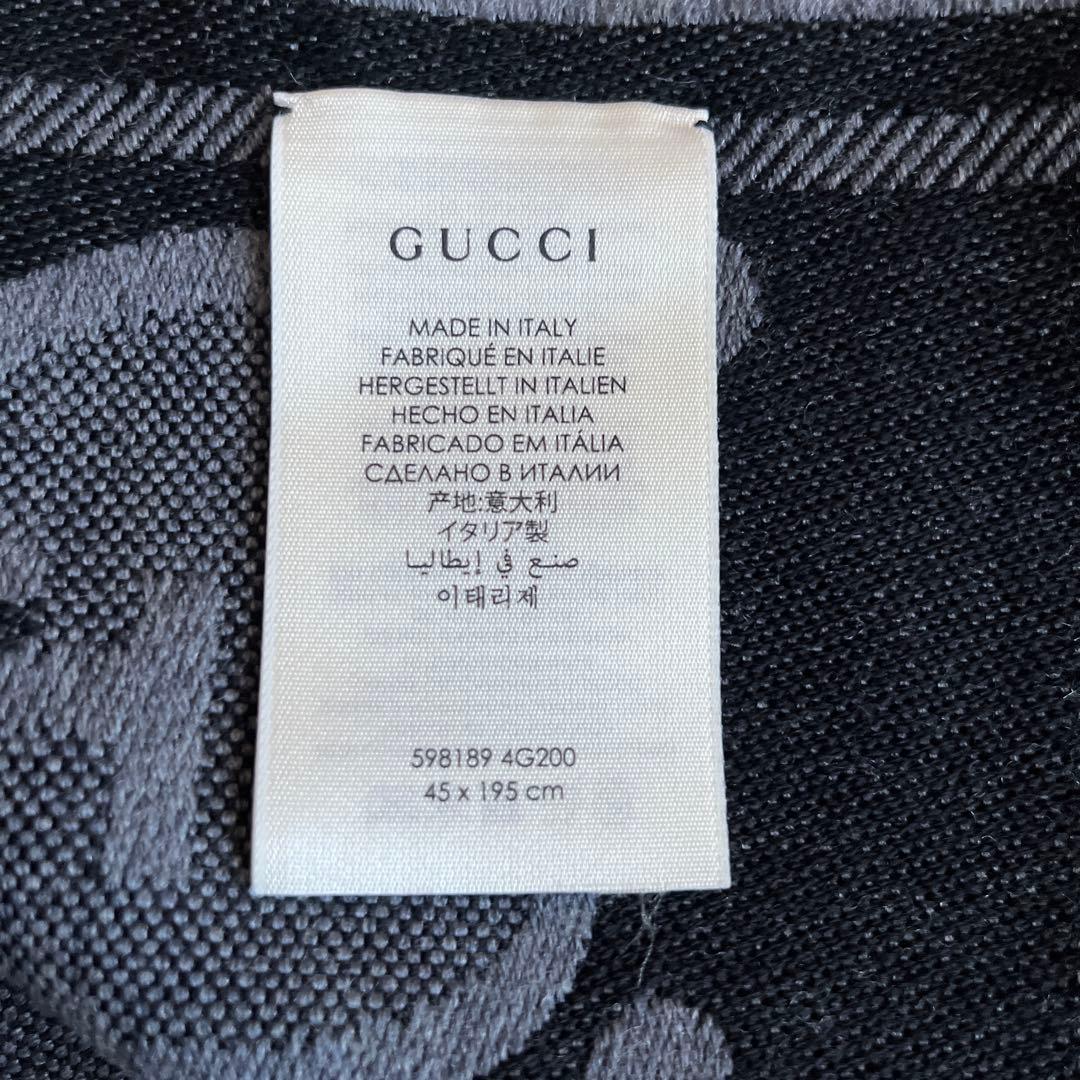 GUCCI
MADE IN ITALY
FABRIQUÉ EN ITALIE
HERGESTELLT IN ITALIEN
HECHO EN ITALIA
FABRICADO EM ITÁLIA
СДЕЛАНО В ИТАЛИИ
产地:意大利
イタリア製
صنع في إيطاليا
이태리제
598189 4G200
45 x 195 cm